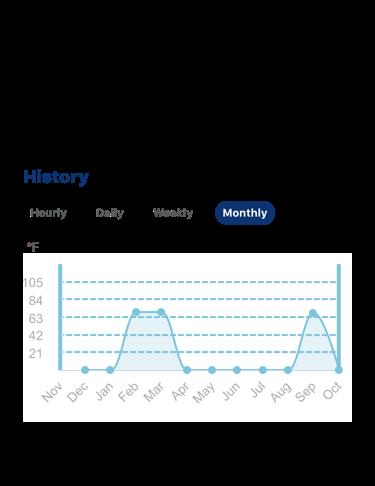 History
Hourly Daily Weekly Monthly
°F
105
84
63
42
21
Nov Dec Jan Feb Mar Apr May Jun Jul Aug Sep Oct